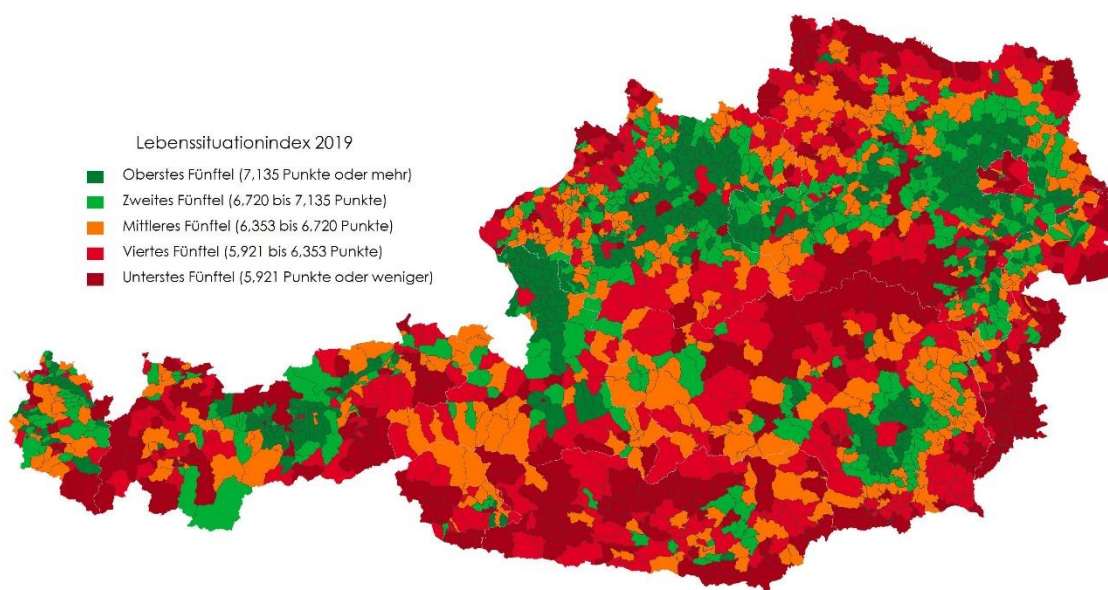 Lebenssituationindex 2019
Oberstes Fünftel (7,135 Punkte oder mehr)
Zweites Fünftel (6,720 bis 7,135 Punkte)
Mittleres Fünftel (6,353 bis 6,720 Punkte)
Viertes Fünftel (5,921 bis 6,353 Punkte)
Unterstes Fünftel (5,921 Punkte oder weniger)